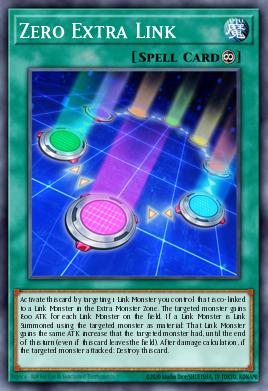 Zero Extra Link
魔
[Spell Card]
Activate this card by targeting 1 Link Monster you control that is co-linked
to a Link Monster in the Extra Monster Zone. The targeted monster gains
800 ATK for each Link Monster on the field. If a Link Monster is Link
Summoned using the targeted monster as material: That Link Monster
gains the same ATK increase that the targeted monster had, until the end
of this turn (even if this card leaves the field). After damage calculation, if
the targeted monster attacked: Destroy this card.